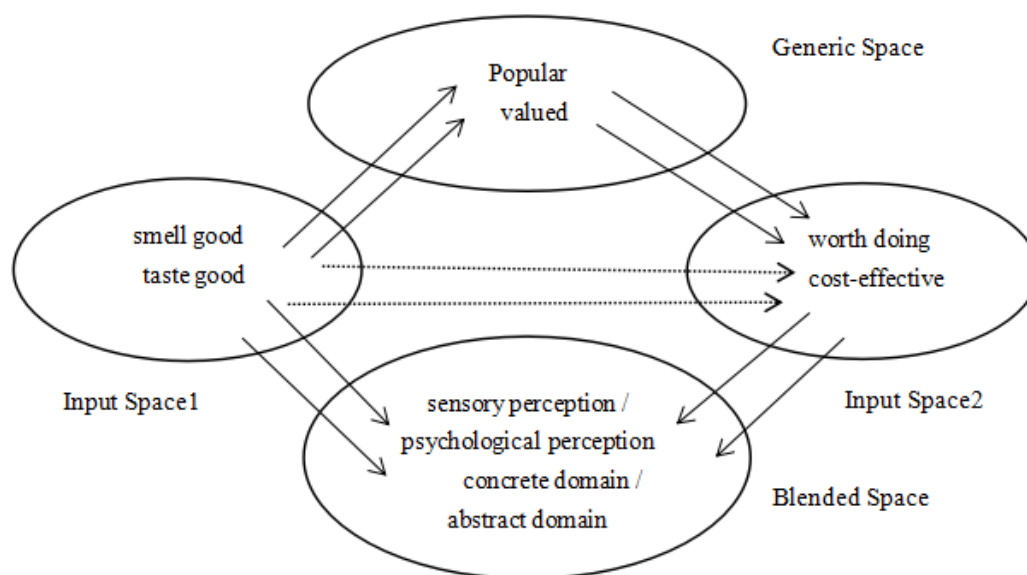 Generic Space
Popular
valued
smell good
taste good
worth doing
cost-effective
Input Space1
Input Space2
sensory perception /
psychological perception
concrete domain /
abstract domain
Blended Space